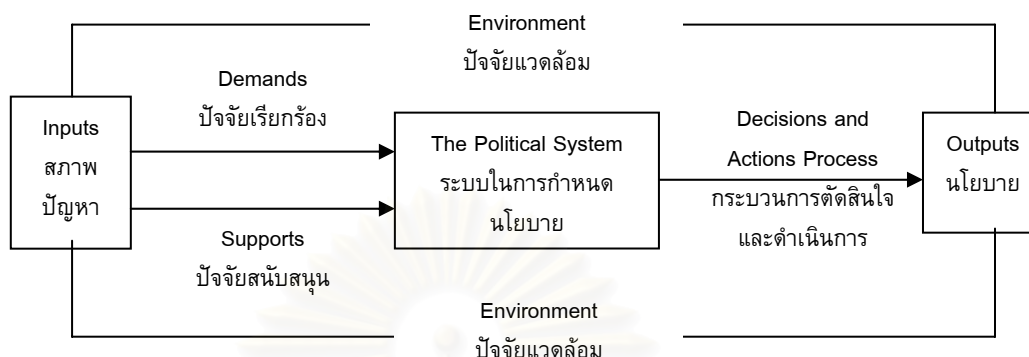 Environment
ปัจจัยแวดล้อม
Demands
ปัจจัยเรียกร้อง
Inputs
สภาพ
ปัญหา
The Political System
ระบบในการกำหนด
นโยบาย
Decisions and
Actions Process
กระบวนการตัดสินใจ
และดำเนินการ
Outputs
นโยบาย
Supports
ปัจจัยสนับสนุน
Environment
ปัจจัยแวดล้อม